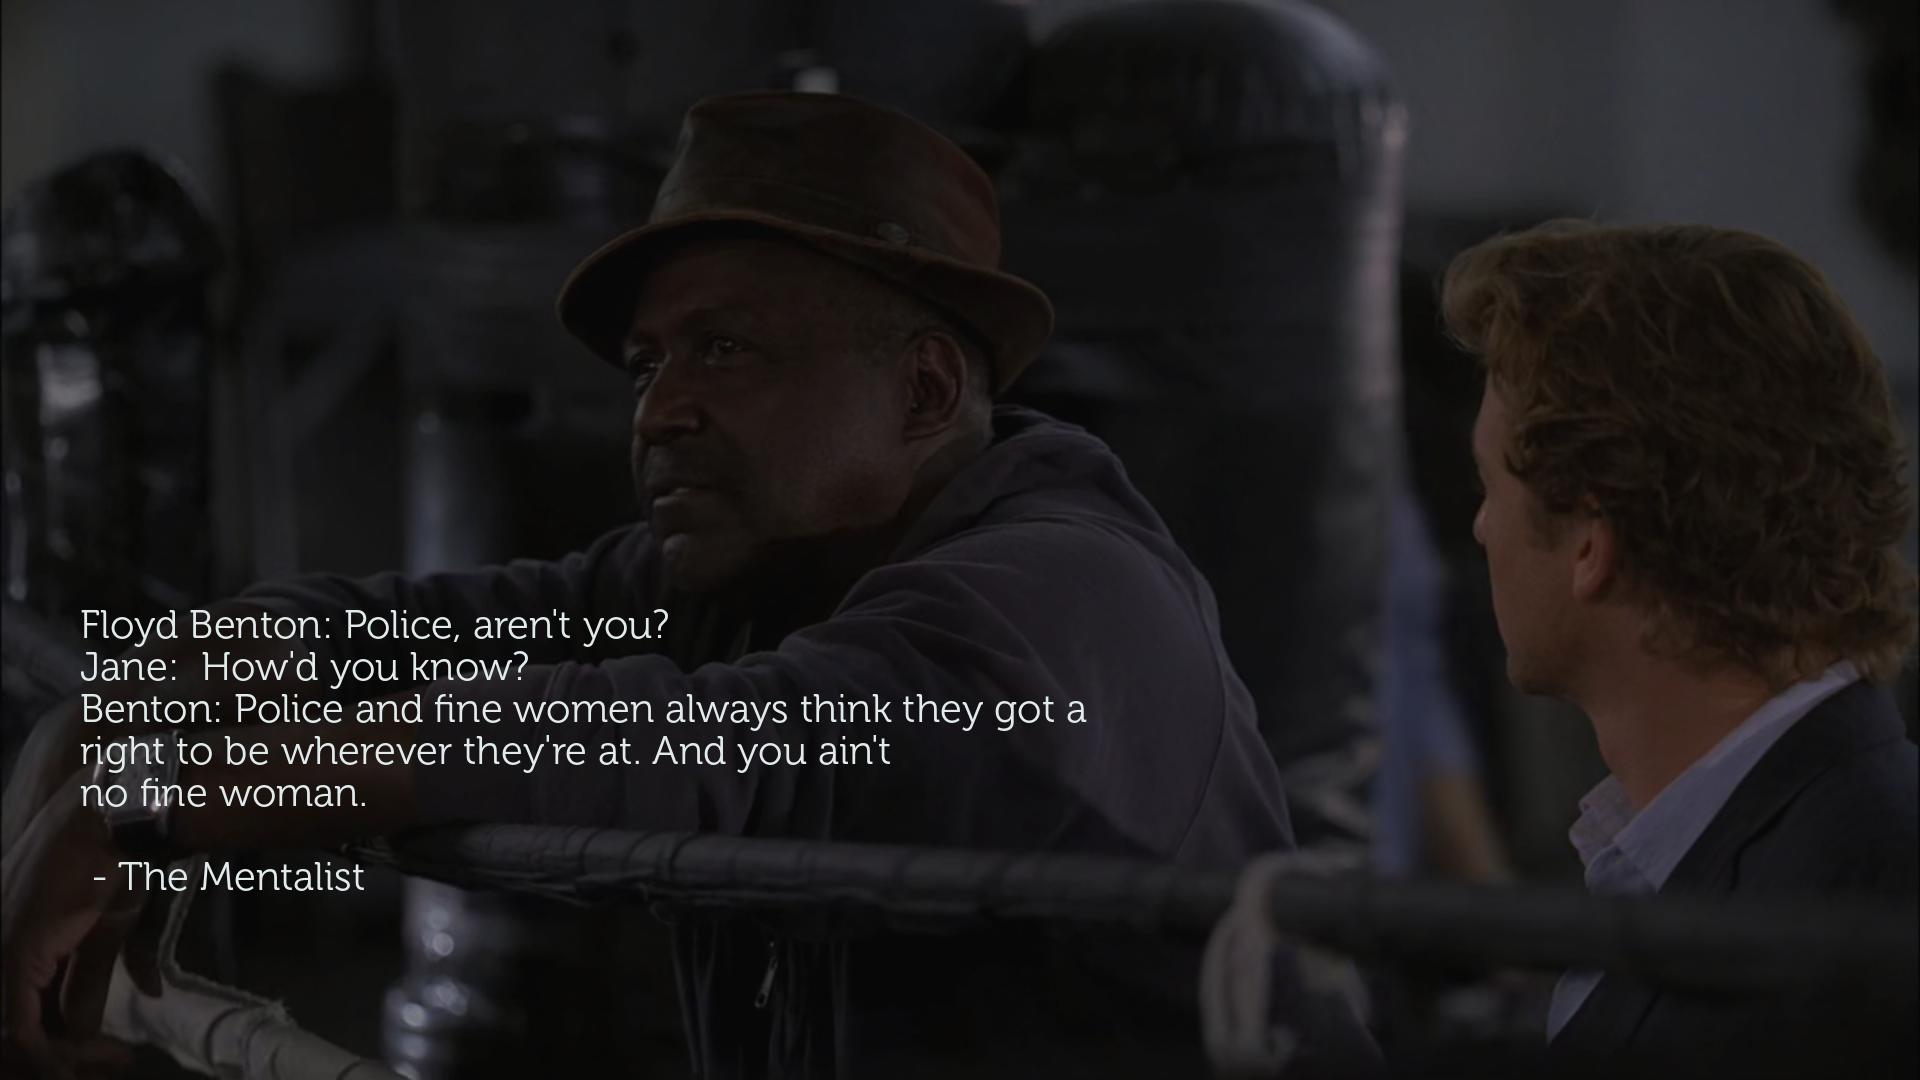 Floyd Benton: Police, aren't you?
Jane:  How'd you know?
Benton: Police and fine women always think they got a
right to be wherever they're at. And you ain't
no fine woman.
- The Mentalist